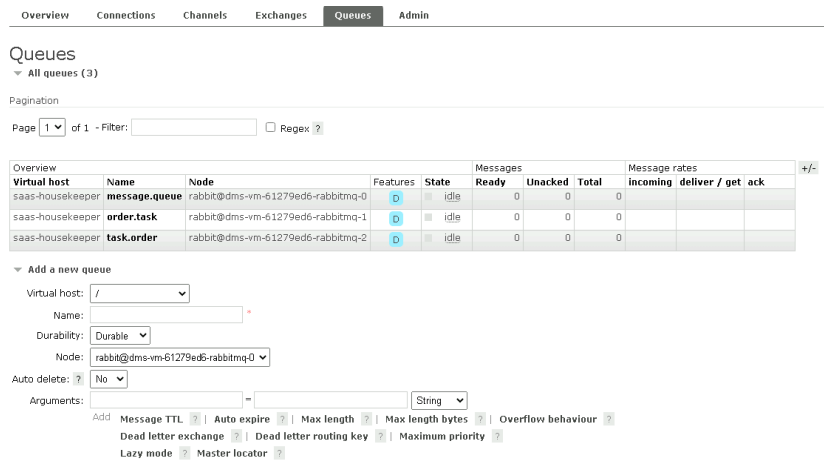 Overview Connections Channels Exchanges Queues Admin
Queues
All queues (3)
Pagination
Page 1 of 1 - Filter: Regex ?
Overview Messages Message rates +/-
Virtual host Name Node Features State Ready Unacked Total incoming deliver / get ack
saas-housekeeper message.queue rabbit@dms-vm-61279ed6-rabbitmq-0 D idle 0 0 0
saas-housekeeper order.task rabbit@dms-vm-61279ed6-rabbitmq-1 D idle 0 0 0
saas-housekeeper task.order rabbit@dms-vm-61279ed6-rabbitmq-2 D idle 0 0 0
Add a new queue
Virtual host: /
Name: *
Durability: Durable
Node: rabbit@dms-vm-61279ed6-rabbitmq-0
Auto delete: ? No
Arguments: = String
Add Message TTL ? | Auto expire ? | Max length ? | Max length bytes ? | Overflow behaviour ?
Dead letter exchange ? | Dead letter routing key ? | Maximum priority ?
Lazy mode ? Master locator ?